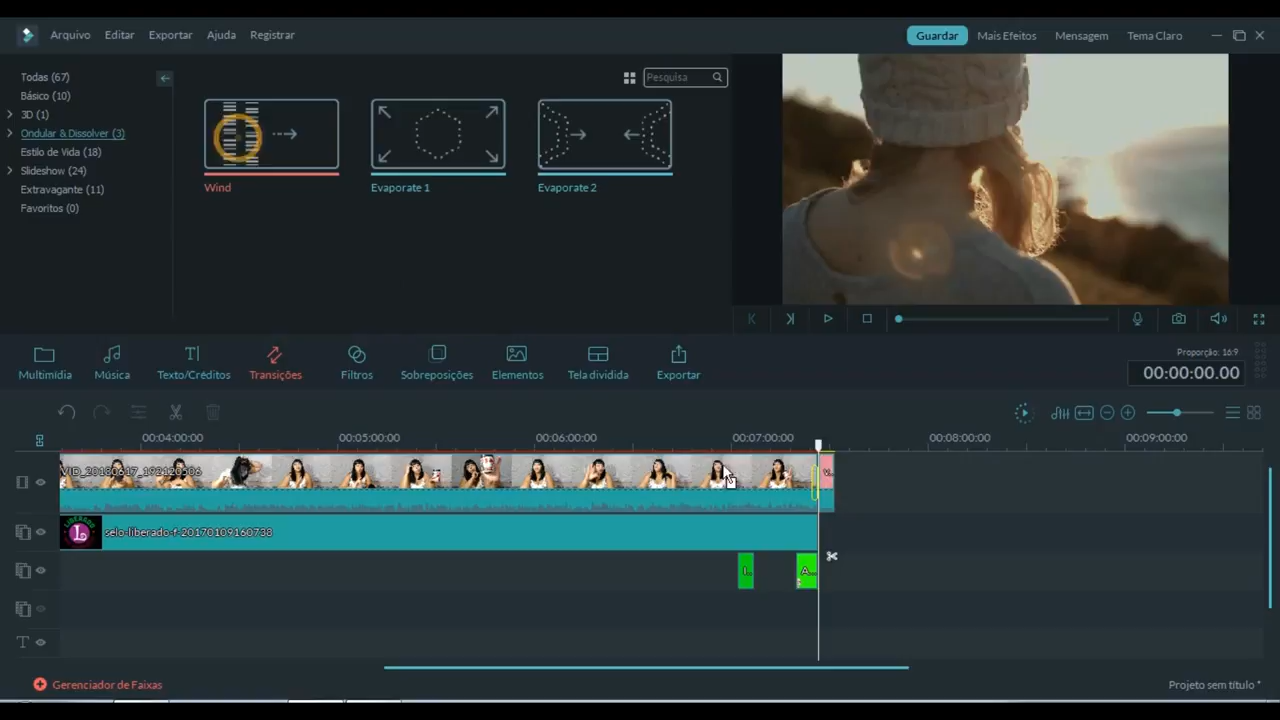 Arquivo Editar Exportar Ajuda Registrar
Guardar Mais Efeitos Mensagem Tema Claro
Todas (67)
Básico (10)
3D (1)
Ondular & Dissolver (3)
Estilo de Vida (18)
Slideshow (24)
Extravagante (11)
Favoritos (0)
Pesquisa
Wind
Evaporate 1
Evaporate 2
Multimídia
Música
Texto/Créditos
Transições
Filtros
Sobreposições
Elementos
Tela dividida
Exportar
Proporção: 16:9
00:00:00.00
00:04:00:00 00:05:00:00 00:06:00:00 00:07:00:00 00:08:00:00 00:09:00:00
VID_20180617_192120506
V..
LIBERADO
L
selo-liberado-f-20170109160738
I..
A...
T
Gerenciador de Faixas
Projeto sem título *